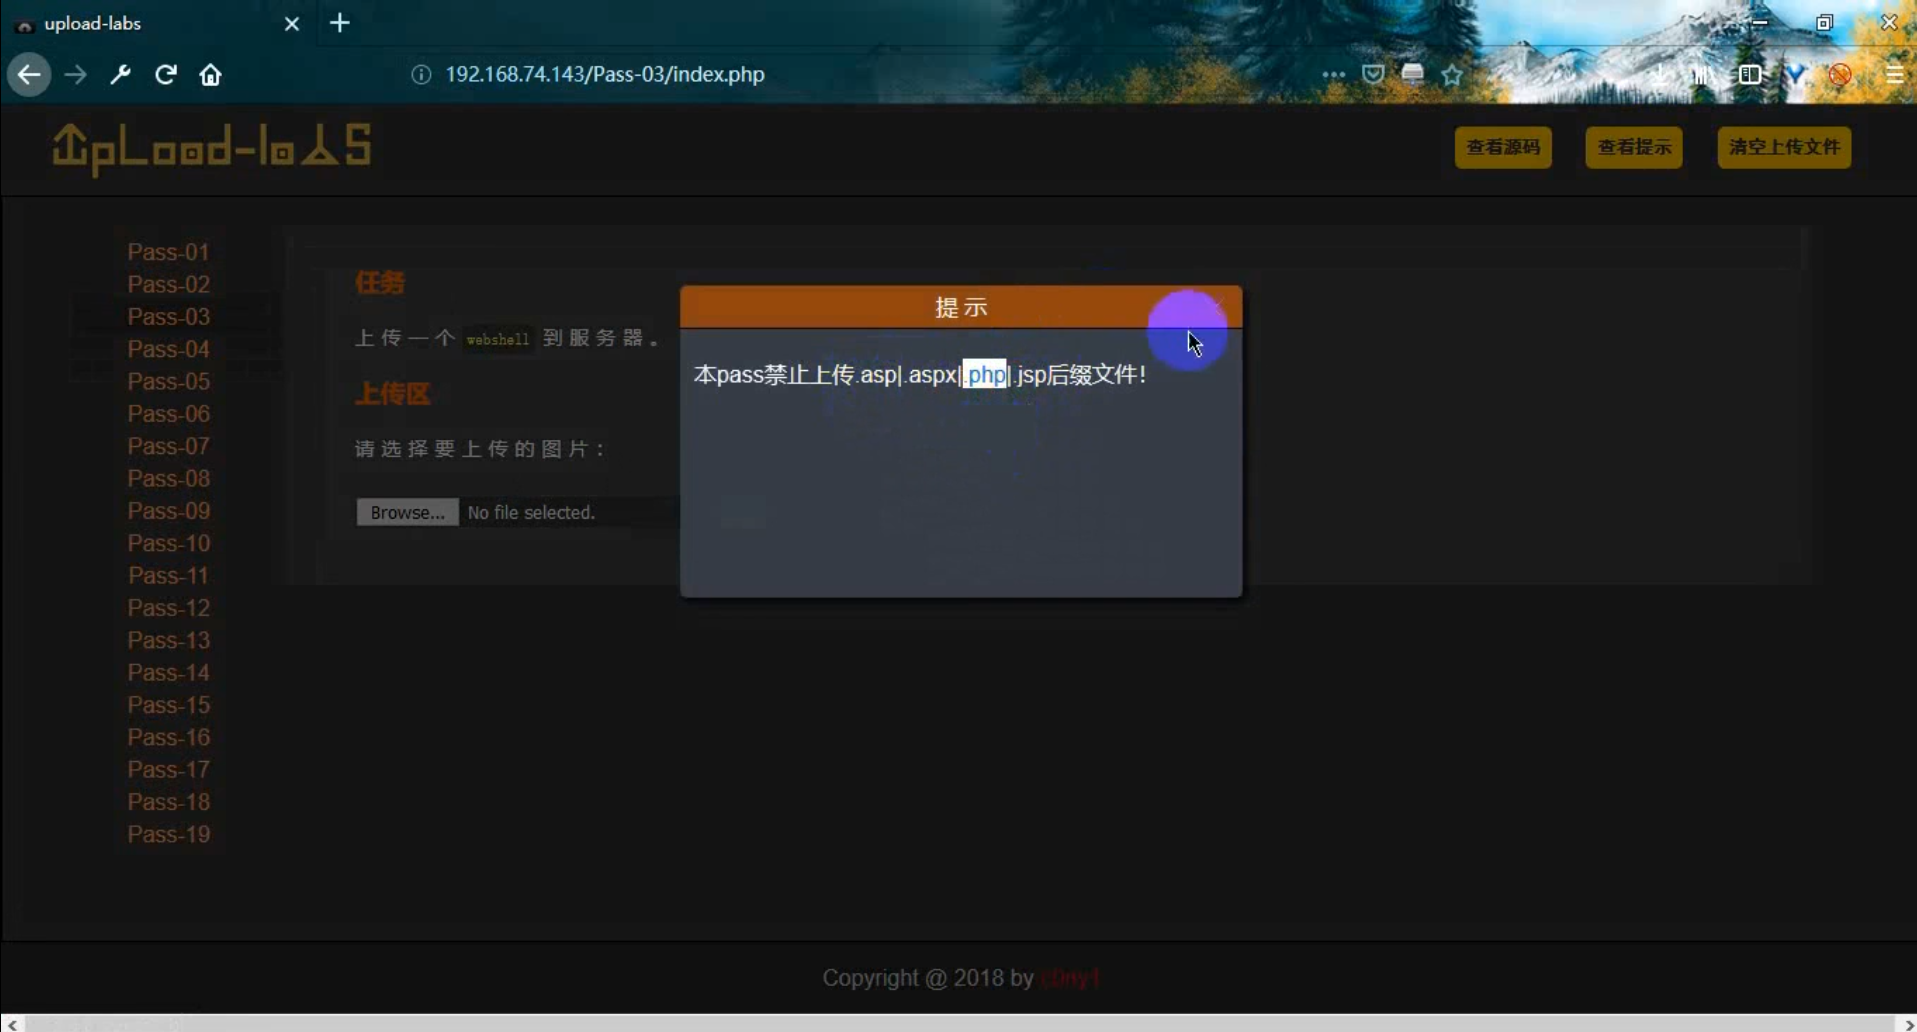 upload-labs
192.168.74.143/Pass-03/index.php
UpLoad-labS
查看源码
查看提示
清空上传文件
Pass-01
Pass-02
Pass-03
Pass-04
Pass-05
Pass-06
Pass-07
Pass-08
Pass-09
Pass-10
Pass-11
Pass-12
Pass-13
Pass-14
Pass-15
Pass-16
Pass-17
Pass-18
Pass-19
任务
上传一个 webshell 到服务器。
上传区
请选择要上传的图片：
Browse... No file selected.
提示
本pass禁止上传.asp|.aspx|.php|.jsp后缀文件！
Copyright @ 2018 by c0ny1